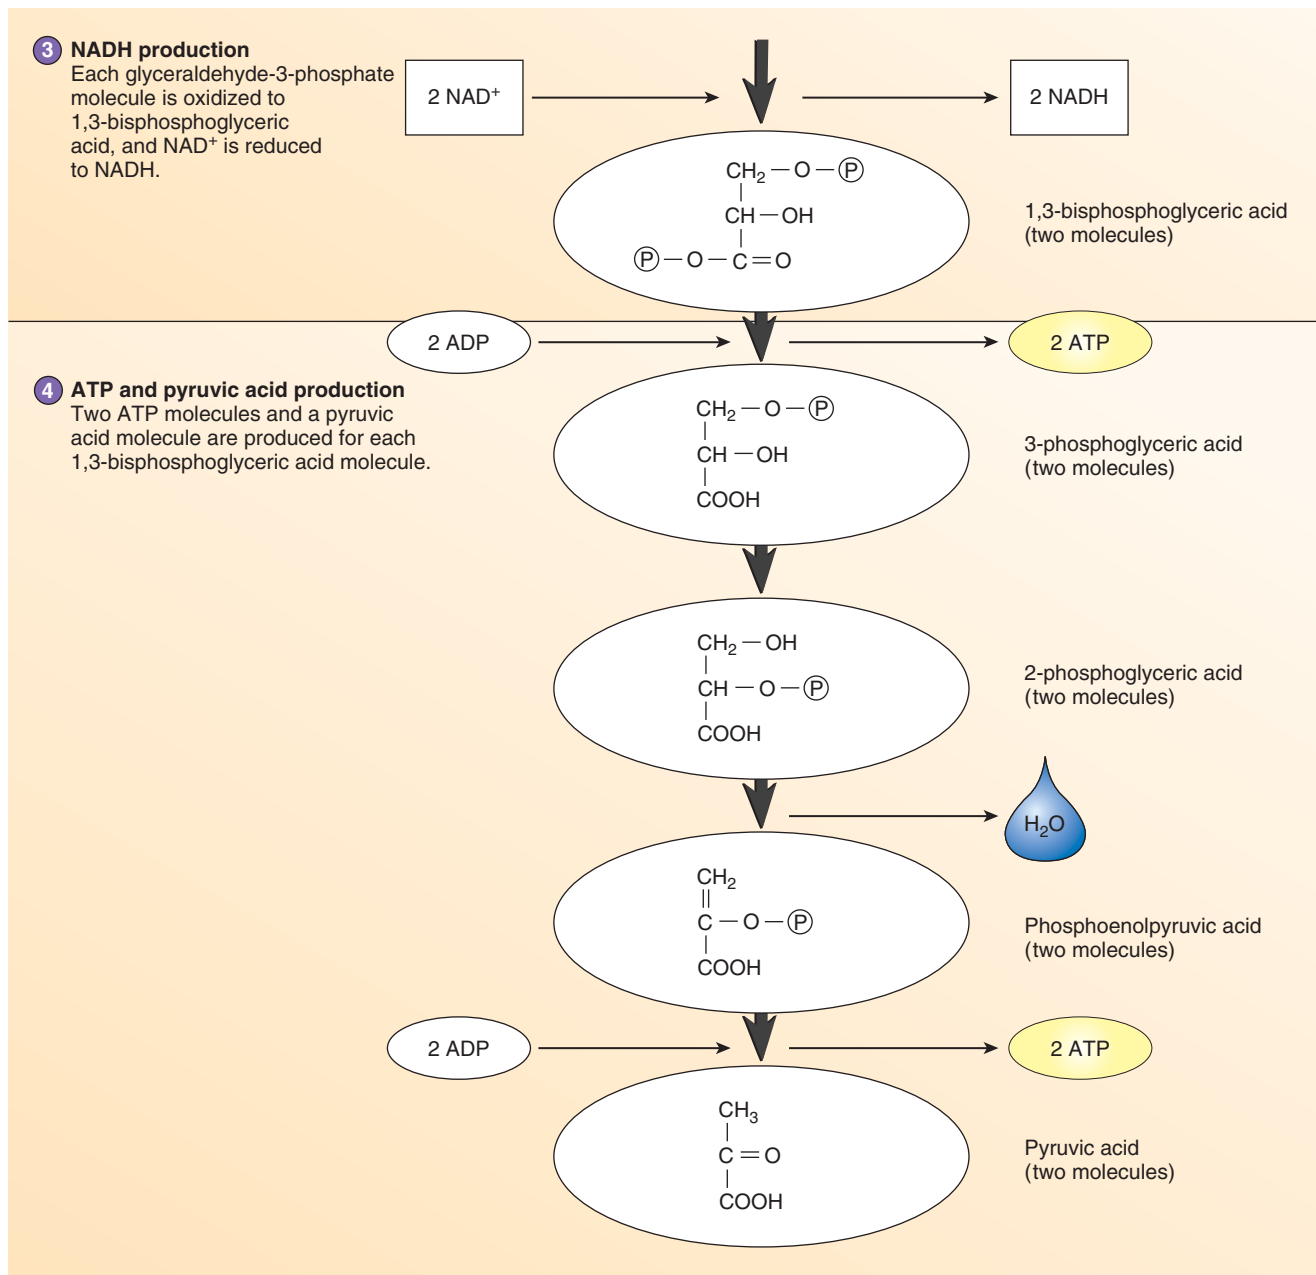 3 NADH production
Each glyceraldehyde-3-phosphate
molecule is oxidized to
1,3-bisphosphoglyceric
acid, and NAD⁺ is reduced
to NADH.
2 NAD⁺
2 NADH
CH₂—O—P
CH—OH
P—O—C=O
1,3-bisphosphoglyceric acid
(two molecules)
2 ADP
2 ATP
4 ATP and pyruvic acid production
Two ATP molecules and a pyruvic
acid molecule are produced for each
1,3-bisphosphoglyceric acid molecule.
CH₂—O—P
CH—OH
COOH
3-phosphoglyceric acid
(two molecules)
CH₂—OH
CH—O—P
COOH
2-phosphoglyceric acid
(two molecules)
H₂O
CH₂
C—O—P
COOH
Phosphoenolpyruvic acid
(two molecules)
2 ADP
2 ATP
CH₃
C=O
COOH
Pyruvic acid
(two molecules)